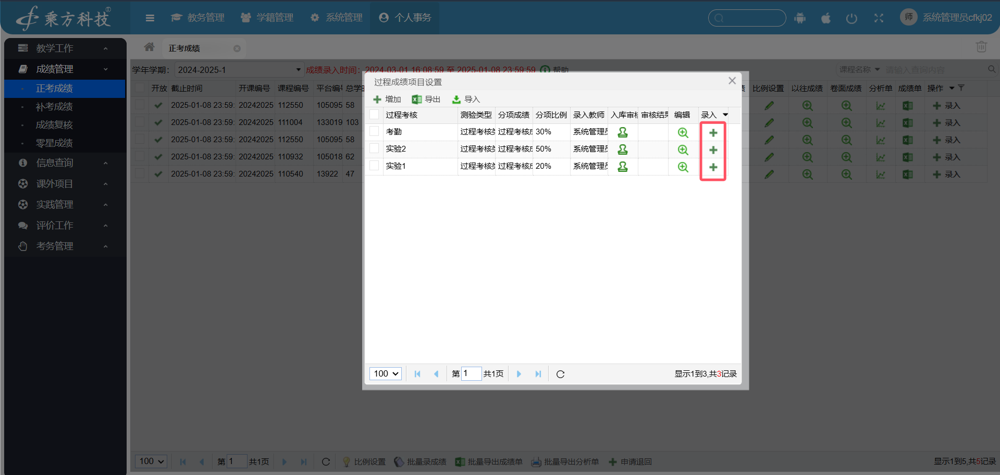 乘方科技
教务管理 学籍管理 系统管理 个人事务
师 系统管理员cfkj02
教学工作
成绩管理
正考成绩
补考成绩
成绩复核
零星成绩
信息查询
课外项目
实践管理
评价工作
考务管理
正考成绩
学年学期: 2024-2025-1 成绩录入时间: 2024-03-01 16:08:59 至 2025-01-08 23:59:59 帮助 课程名称 请输入查询内容
开放 截止时间 开课编号 课程编号 平台编号 总学时 比例设置 以往成绩 卷面成绩 分析单 成绩单 操作
2025-01-08 23:59: 20242025 112550 105095 58 录入
2025-01-08 23:59: 20242025 111004 133019 103 录入
2025-01-08 23:59: 20242025 112550 105095 58 录入
2025-01-08 23:59: 20242025 110932 105018 62 录入
2025-01-08 23:59: 20242025 110540 13922 47 录入
过程成绩项目设置
增加 导出 导入
过程考核 测验类型 分项成绩 分项比例 录入教师 入库审核 审核结果 编辑 录入
考勤 过程考核类 过程考核成 30% 系统管理员
实验2 过程考核类 过程考核成 50% 系统管理员
实验1 过程考核类 过程考核成 20% 系统管理员
100 第 1 共1页 显示1到3,共3记录
100 第 1 共1页 比例设置 批量录成绩 批量导出成绩单 批量导出分析单 申请退回 显示1到5,共5记录